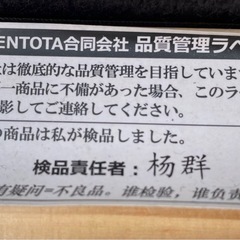 ENTOTA合同会社 品質管理ラベ
社は徹底的な品質管理を目指しています
一商品に不備があった場合、このラ
影してご連絡してください。
の商品は私が検品しました。
検品責任者：杨群
有疑问=不良品。谁检验，谁负责